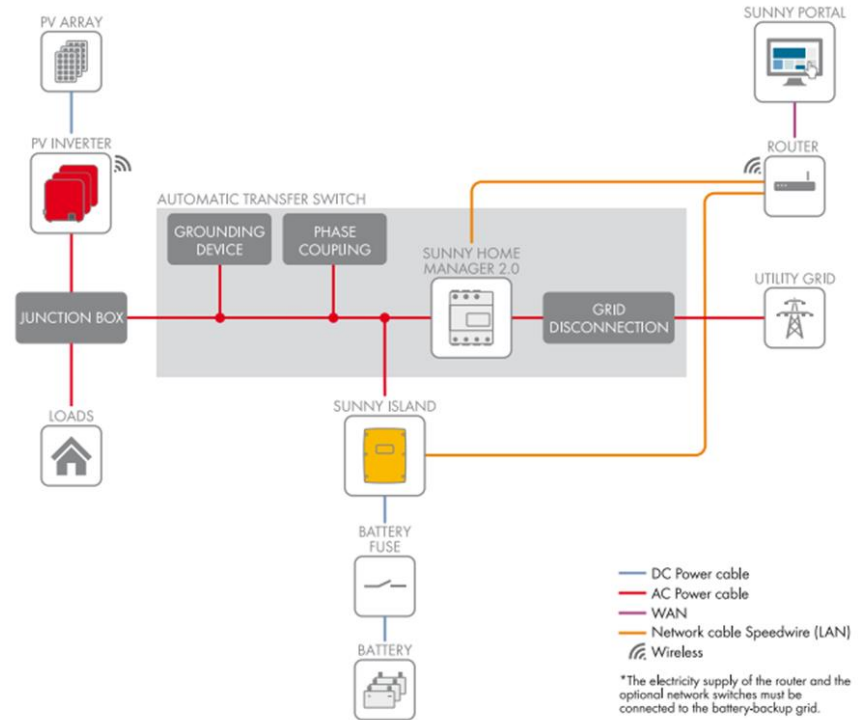 PV ARRAY
SUNNY PORTAL
PV INVERTER
ROUTER
AUTOMATIC TRANSFER SWITCH
GROUNDING
DEVICE
PHASE
COUPLING
SUNNY HOME
MANAGER 2.0
UTILITY GRID
JUNCTION BOX
GRID
DISCONNECTION
LOADS
SUNNY ISLAND
BATTERY
FUSE
BATTERY
DC Power cable
AC Power cable
WAN
Network cable Speedwire (LAN)
Wireless
*The electricity supply of the router and the
optional network switches must be
connected to the battery-backup grid.